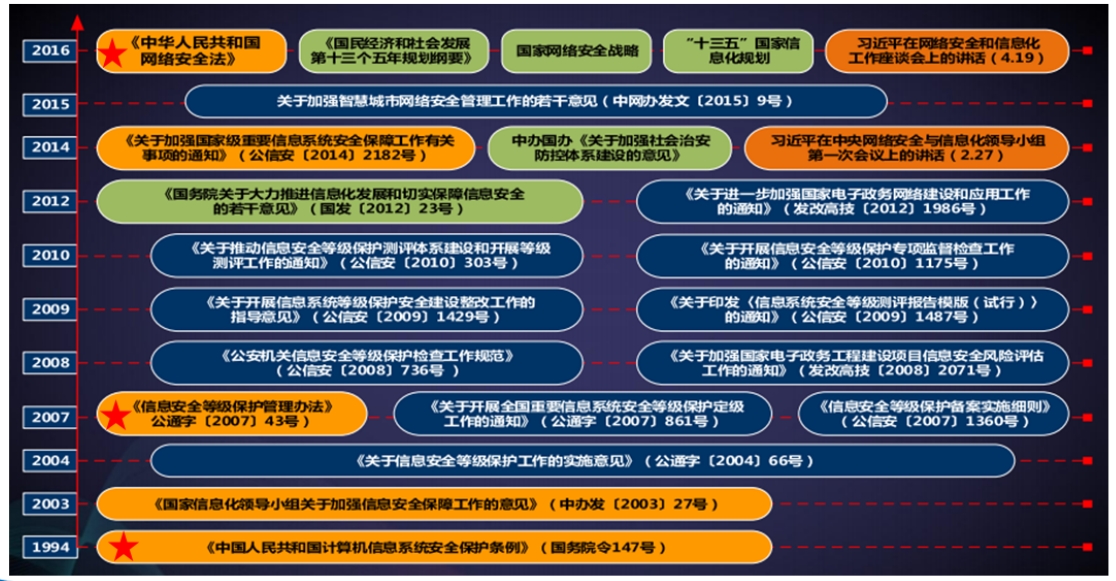 2016
《中华人民共和国
网络安全法》
《国民经济和社会发展
第十三个五年规划纲要》
国家网络安全战略
“十三五”国家信
息化规划
习近平在网络安全和信息化
工作座谈会上的讲话（4.19）
2015
关于加强智慧城市网络安全管理工作的若干意见（中网办发文〔2015〕9号）
2014
《关于加强国家级重要信息系统安全保障工作有关
事项的通知》（公信安〔2014〕2182号）
中办国办《关于加强社会治安
防控体系建设的意见》
习近平在中央网络安全与信息化领导小组
第一次会议上的讲话（2.27）
2012
《国务院关于大力推进信息化发展和切实保障信息安全
的若干意见》（国发〔2012〕23号）
《关于进一步加强国家电子政务网络建设和应用工作
的通知》（发改高技〔2012〕1986号）
2010
《关于推动信息安全等级保护测评体系建设和开展等级
测评工作的通知》（公信安〔2010〕303号）
《关于开展信息安全等级保护专项监督检查工作
的通知》（公信安〔2010〕1175号）
2009
《关于开展信息系统等级保护安全建设整改工作的
指导意见》（公信安〔2009〕1429号）
《关于印发〈信息系统安全等级测评报告模版（试行）〉
的通知》（公信安〔2009〕1487号）
2008
《公安机关信息安全等级保护检查工作规范》
（公信安〔2008〕736号 ）
《关于加强国家电子政务工程建设项目信息安全风险评估
工作的通知》（发改高技〔2008〕2071号）
2007
《信息安全等级保护管理办法》
公通字〔2007〕43号）
《关于开展全国重要信息系统安全等级保护定级
工作的通知》（公通字〔2007〕861号）
《信息安全等级保护备案实施细则》
（公信安〔2007〕1360号）
2004
《关于信息安全等级保护工作的实施意见》（公通字〔2004〕66号）
2003
《国家信息化领导小组关于加强信息安全保障工作的意见》（中办发〔2003〕27号）
1994
《中国人民共和国计算机信息系统安全保护条例》（国务院令147号）